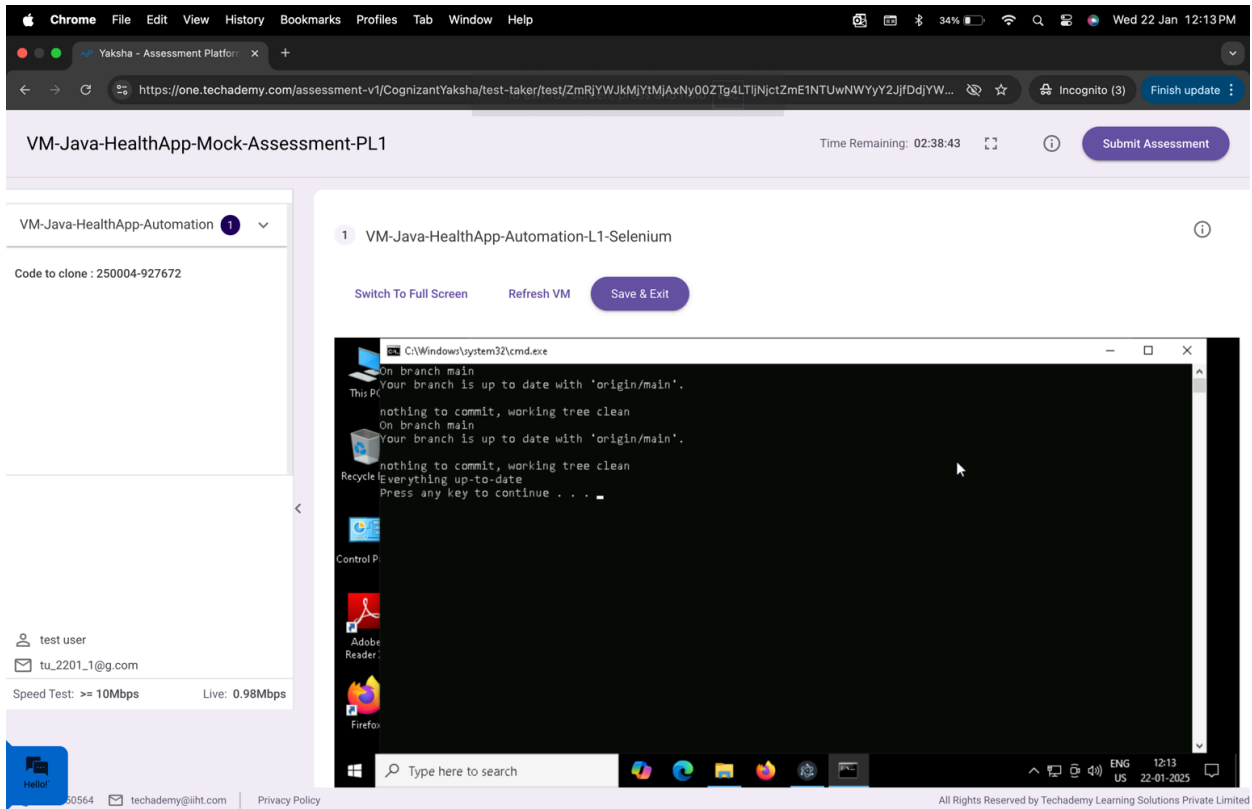 Chrome File Edit View History Bookmarks Profiles Tab Window Help
34%
Wed 22 Jan 12:13 PM
Yaksha - Assessment Platfor
https://one.techademy.com/assessment-v1/CognizantYaksha/test-taker/test/
Incognito (3)
Finish update
VM-Java-HealthApp-Mock-Assessment-PL1
Time Remaining: 02:38:43
Submit Assessment
VM-Java-HealthApp-Automation 1
Code to clone : 250004-927672
1 VM-Java-HealthApp-Automation-L1-Selenium
Switch To Full Screen
Refresh VM
Save & Exit
C:\Windows\system32\cmd.exe
On branch main
Your branch is up to date with 'origin/main'.
nothing to commit, working tree clean
On branch main
Your branch is up to date with 'origin/main'.
nothing to commit, working tree clean
Everything up-to-date
Press any key to continue . . .
This PC
Recycle
Control P
Adobe
Reader
Firefox
Type here to search
ENG
US
12:13
22-01-2025
test user
tu_2201_1@g.com
Speed Test: >= 10Mbps
Live: 0.98Mbps
Hello!
50564
techademy@iiht.com
Privacy Policy
All Rights Reserved by Techademy Learning Solutions Private Limited